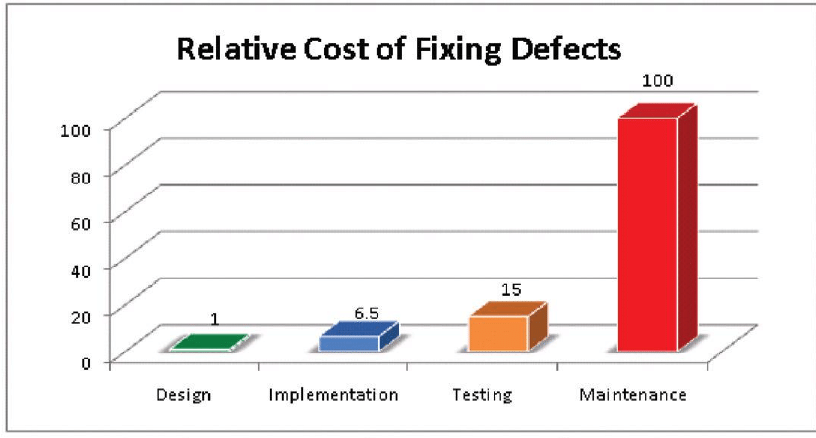 Relative Cost of Fixing Defects
100
100
80
60
40
20
0
1
6.5
15
Design
Implementation
Testing
Maintenance